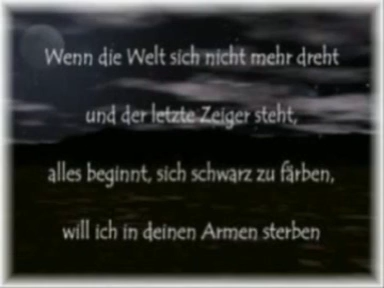 Wenn die Welt sich nicht mehr dreht
und der letzte Zeiger steht,
alles beginnt, sich schwarz zu färben,
will ich in deinen Armen sterben